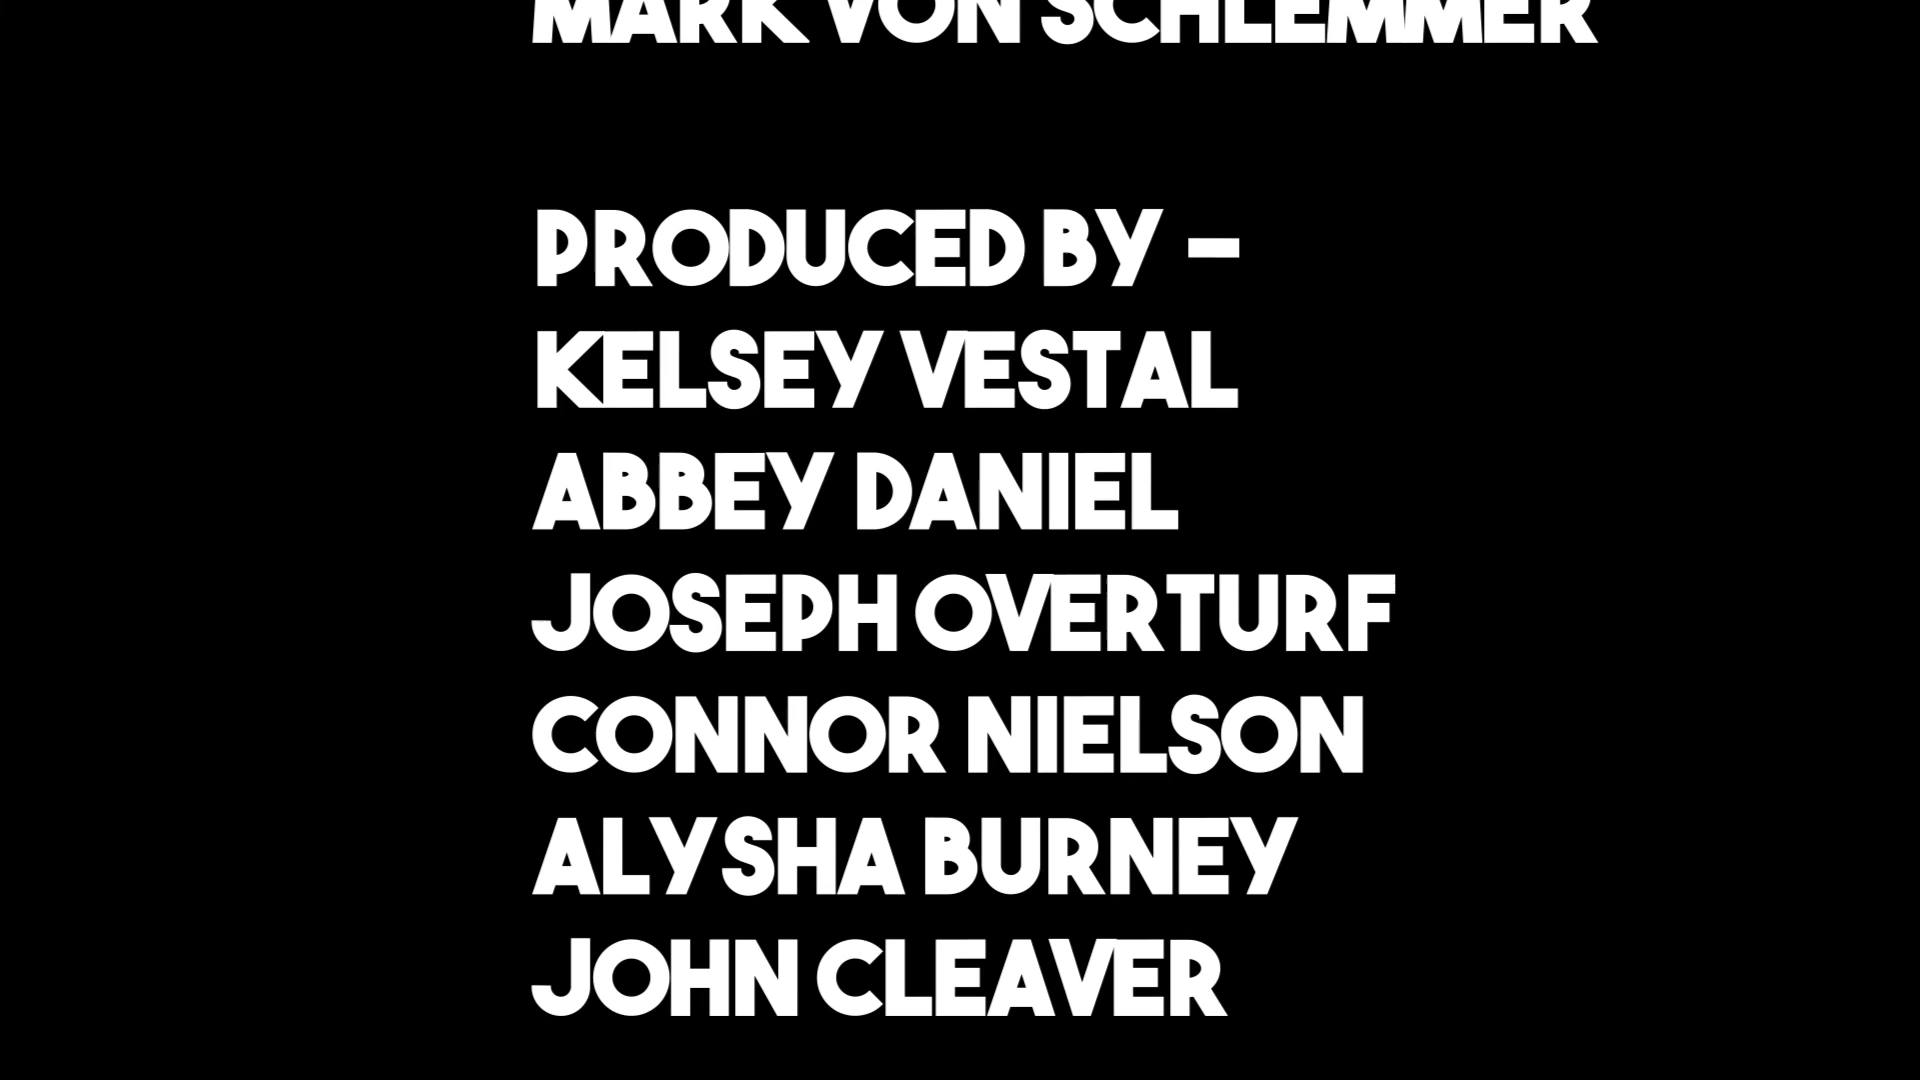 MARK VON SCHLEMMER
PRODUCED BY -
KELSEY VESTAL
ABBEY DANIEL
JOSEPH OVERTURF
CONNOR NIELSON
ALYSHA BURNEY
JOHN CLEAVER